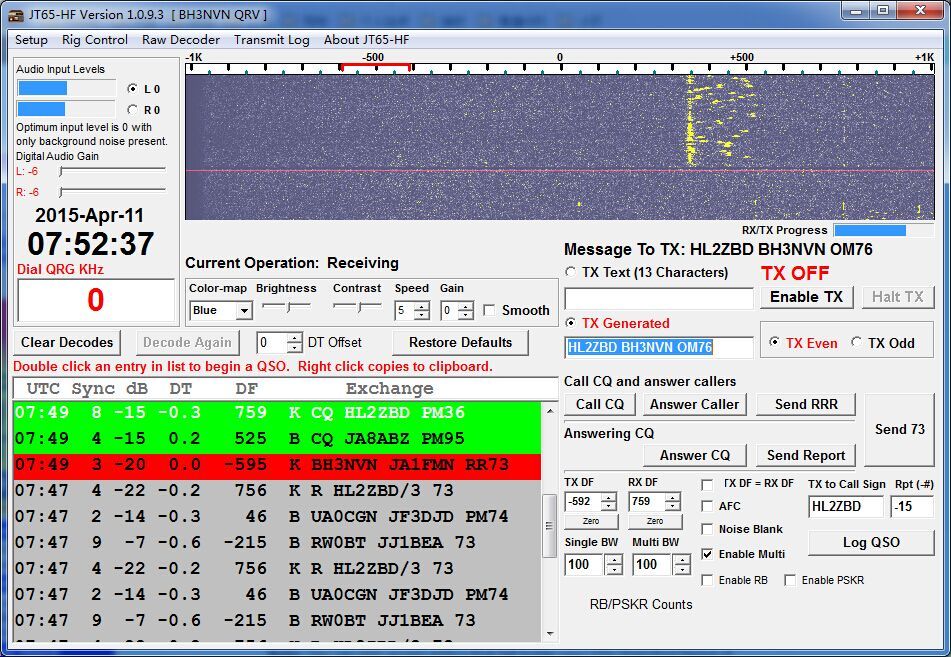 JT65-HF Version 1.0.9.3 [ BH3NVN QRV ]
Setup Rig Control Raw Decoder Transmit Log About JT65-HF
-1K -500 0 +500 +1K
Audio Input Levels
L 0
R 0
Optimum input level is 0 with
only background noise present.
Digital Audio Gain
L: -6
R: -6
2015-Apr-11
07:52:37
Dial QRG KHz
0
RX/TX Progress
Current Operation: Receiving
Color-map Brightness Contrast Speed Gain
Blue 5 0 Smooth
Clear Decodes Decode Again 0 DT Offset Restore Defaults
Double click an entry in list to begin a QSO. Right click copies to clipboard.
UTC Sync dB DT DF Exchange
07:49 8 -15 -0.3 759 K CQ HL2ZBD PM36
07:49 4 -15 0.2 525 B CQ JA8ABZ PM95
07:49 3 -20 0.0 -595 K BH3NVN JA1FMN RR73
07:47 4 -22 -0.2 756 K R HL2ZBD/3 73
07:47 2 -14 -0.3 46 B UA0CGN JF3DJD PM74
07:47 9 -7 -0.6 -215 B RW0BT JJ1BEA 73
07:47 4 -22 -0.2 756 K R HL2ZBD/3 73
07:47 2 -14 -0.3 46 B UA0CGN JF3DJD PM74
07:47 9 -7 -0.6 -215 B RW0BT JJ1BEA 73
Message To TX: HL2ZBD BH3NVN OM76
TX Text (13 Characters) TX OFF
Enable TX Halt TX
TX Generated
HL2ZBD BH3NVN OM76
TX Even TX Odd
Call CQ and answer callers
Call CQ Answer Caller Send RRR
Send 73
Answering CQ
Answer CQ Send Report
TX DF RX DF TX DF = RX DF TX to Call Sign Rpt (-#)
-592 759 AFC HL2ZBD -15
Zero Zero
Noise Blank
Single BW Multi BW Log QSO
100 100 Enable Multi
Enable RB Enable PSKR
RB/PSKR Counts